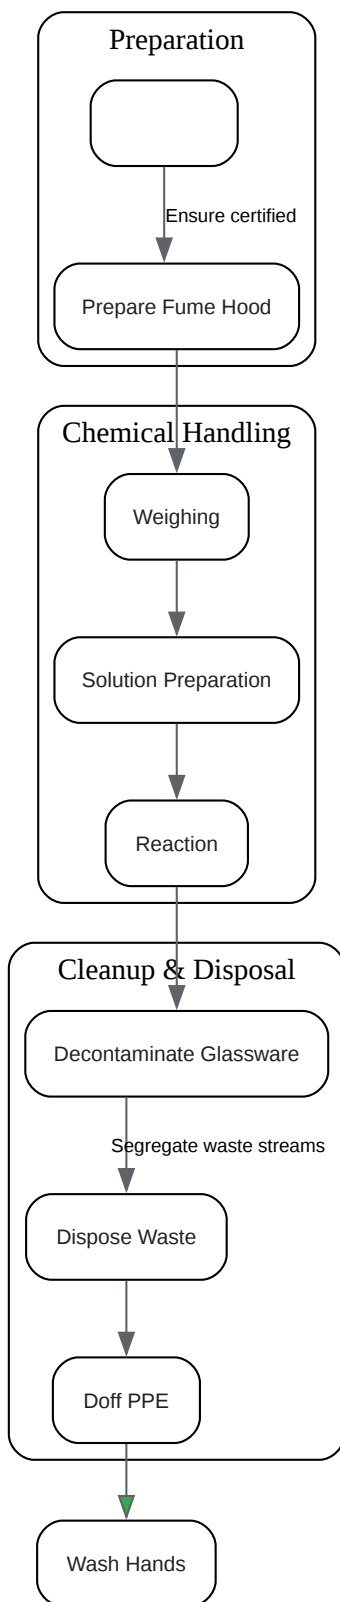 Preparation
Ensure certified
Prepare Fume Hood
Chemical Handling
Weighing
Solution Preparation
Reaction
Cleanup & Disposal
Decontaminate Glassware
Segregate waste streams
Dispose Waste
Doff PPE
Wash Hands